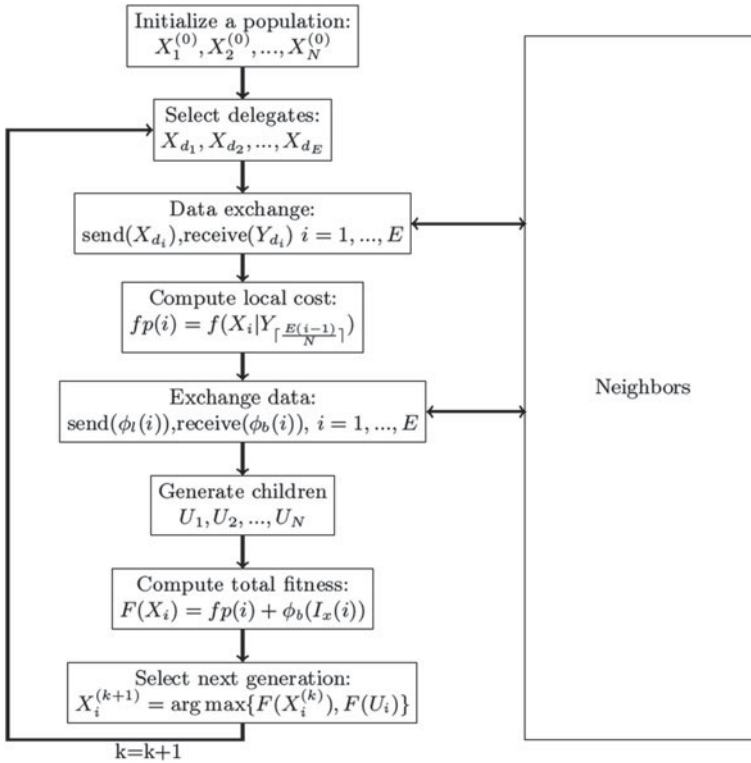 Initialize a population:
X_1^{(0)}, X_2^{(0)}, ..., X_N^{(0)}
Select delegates:
X_{d_1}, X_{d_2}, ..., X_{d_E}
Data exchange:
send(X_{d_i}),receive(Y_{d_i}) i = 1, ..., E
Compute local cost:
fp(i) = f(X_i|Y_{⌈\frac{E(i-1)}{N}⌉})
Exchange data:
send(ϕ_l(i)),receive(ϕ_b(i)), i = 1, ..., E
Generate children
U_1, U_2, ..., U_N
Compute total fitness:
F(X_i) = fp(i) + ϕ_b(I_x(i))
Select next generation:
X_i^{(k+1)} = arg max{F(X_i^{(k)}), F(U_i)}
k=k+1
Neighbors